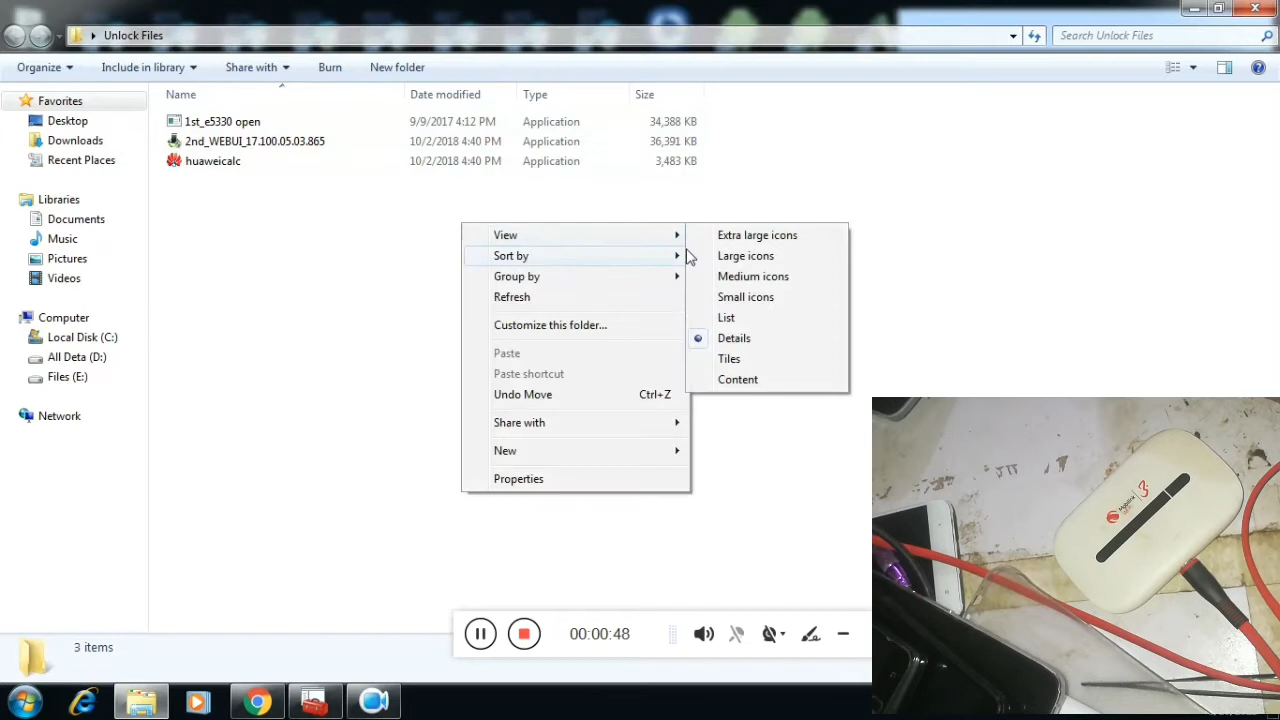 Unlock Files
Search Unlock Files
Organize
Include in library
Share with
Burn
New folder
Favorites
Desktop
Downloads
Recent Places
Libraries
Documents
Music
Pictures
Videos
Computer
Local Disk (C:)
All Deta (D:)
Files (E:)
Network
Name Date modified Type Size
1st_e5330 open 9/9/2017 4:12 PM Application 34,388 KB
2nd_WEBUI_17.100.05.03.865 10/2/2018 4:40 PM Application 36,391 KB
huaweicalc 10/2/2018 4:40 PM Application 3,483 KB
View
Sort by
Group by
Refresh
Customize this folder...
Paste
Paste shortcut
Undo Move Ctrl+Z
Share with
New
Properties
Extra large icons
Large icons
Medium icons
Small icons
List
Details
Tiles
Content
Mobilink 3
00:00:48
3 items